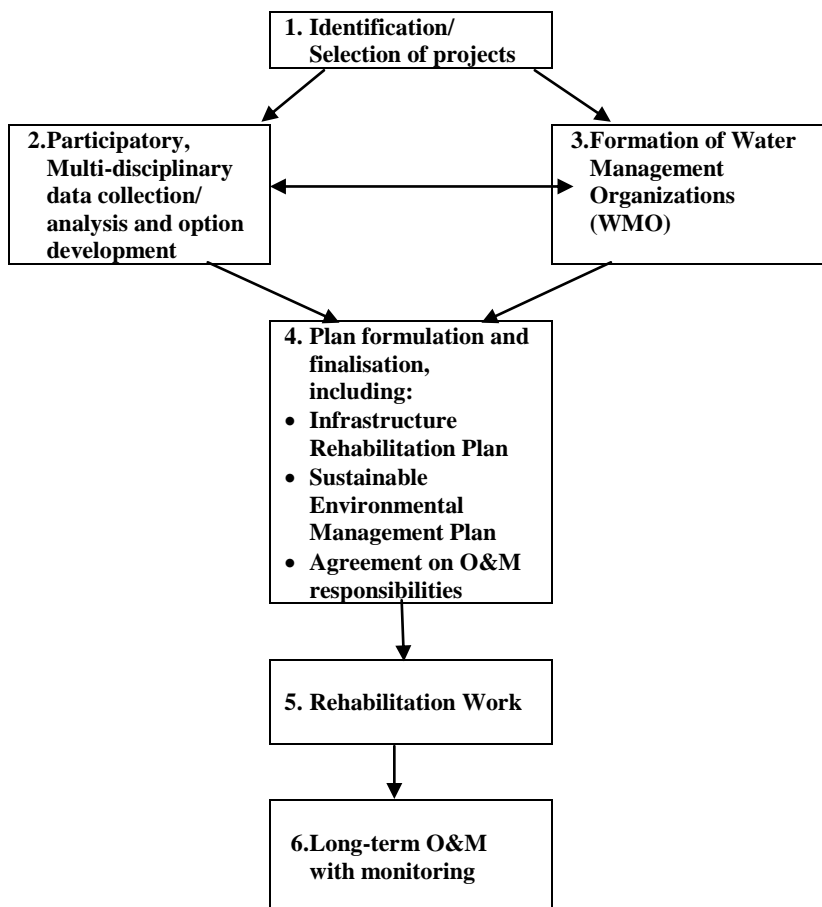 1. Identification/
Selection of projects
2.Participatory,
Multi-disciplinary
data collection/
analysis and option
development
3.Formation of Water
Management
Organizations
(WMO)
4. Plan formulation and
finalisation,
including:
• Infrastructure
Rehabilitation Plan
• Sustainable
Environmental
Management Plan
• Agreement on O&M
responsibilities
5. Rehabilitation Work
6.Long-term O&M
with monitoring